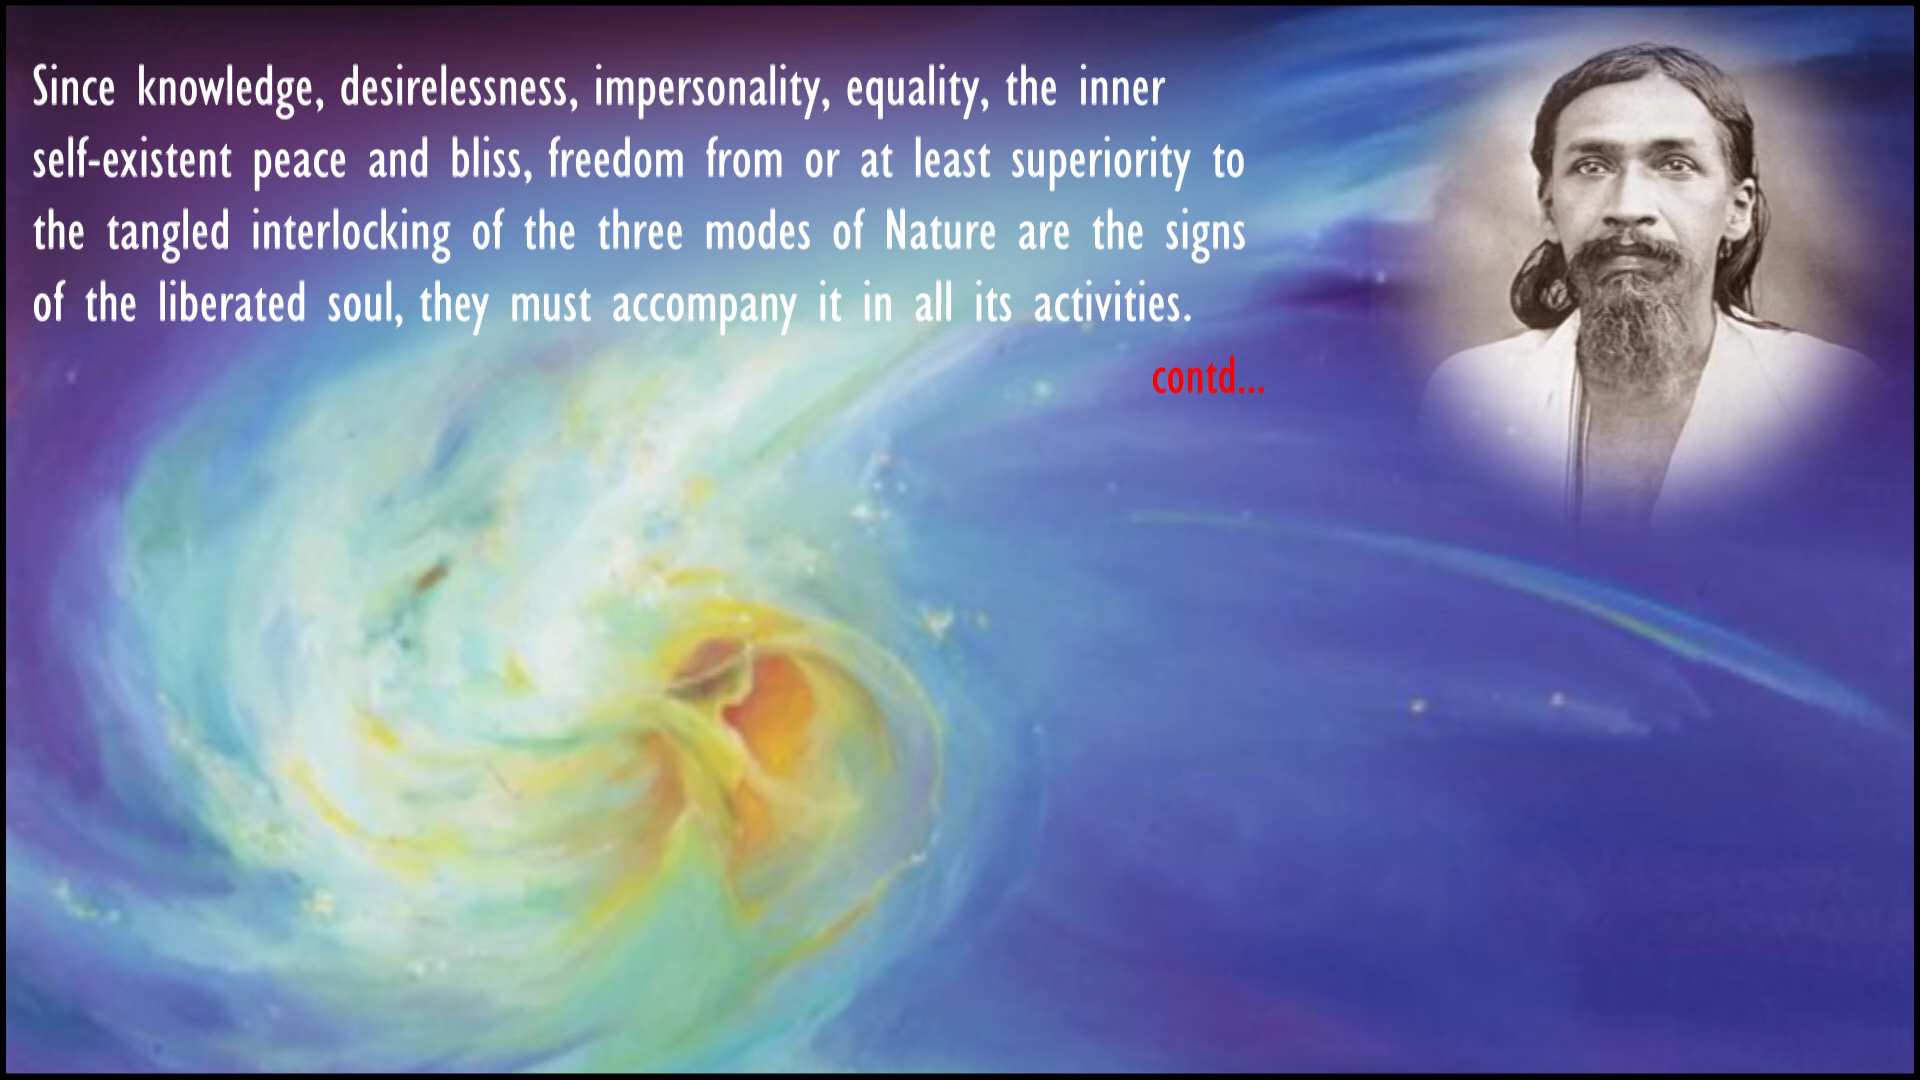 Since knowledge, desirelessness, impersonality, equality, the inner
self-existent peace and bliss, freedom from or at least superiority to
the tangled interlocking of the three modes of Nature are the signs
of the liberated soul, they must accompany it in all its activities.
contd...